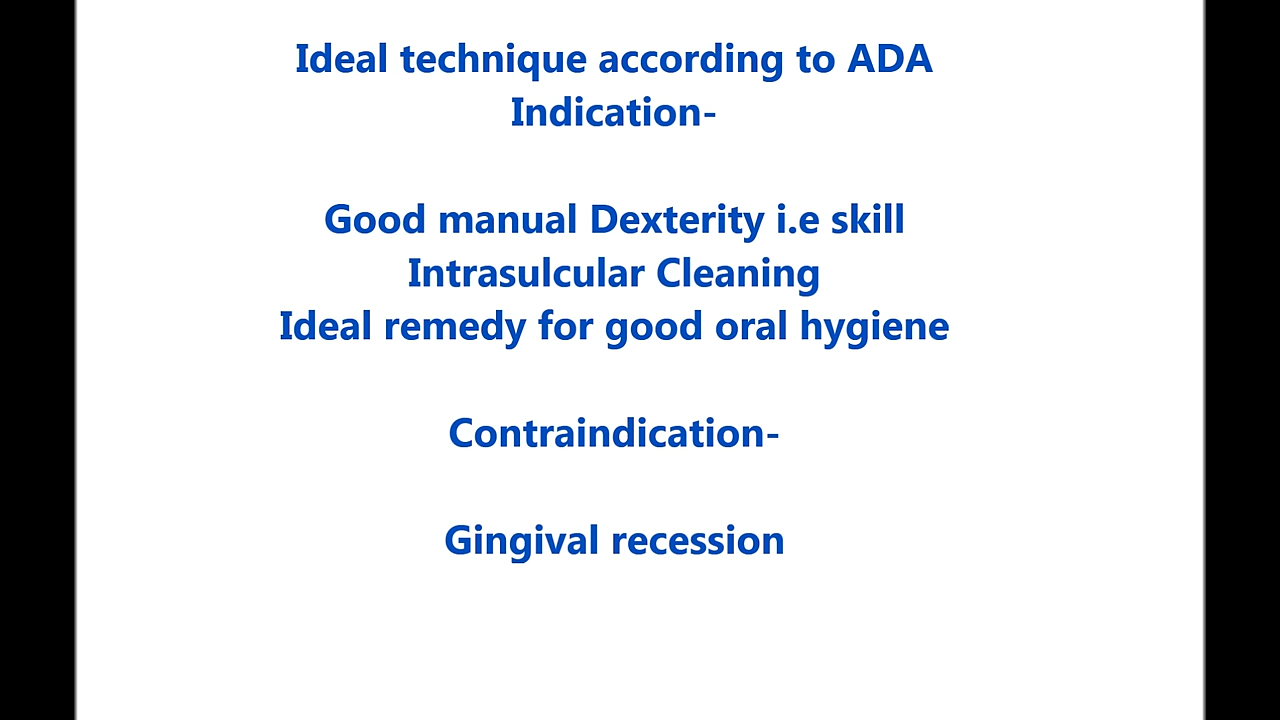 Ideal technique according to ADA
Indication-
Good manual Dexterity i.e skill
Intrasulcular Cleaning
Ideal remedy for good oral hygiene
Contraindication-
Gingival recession